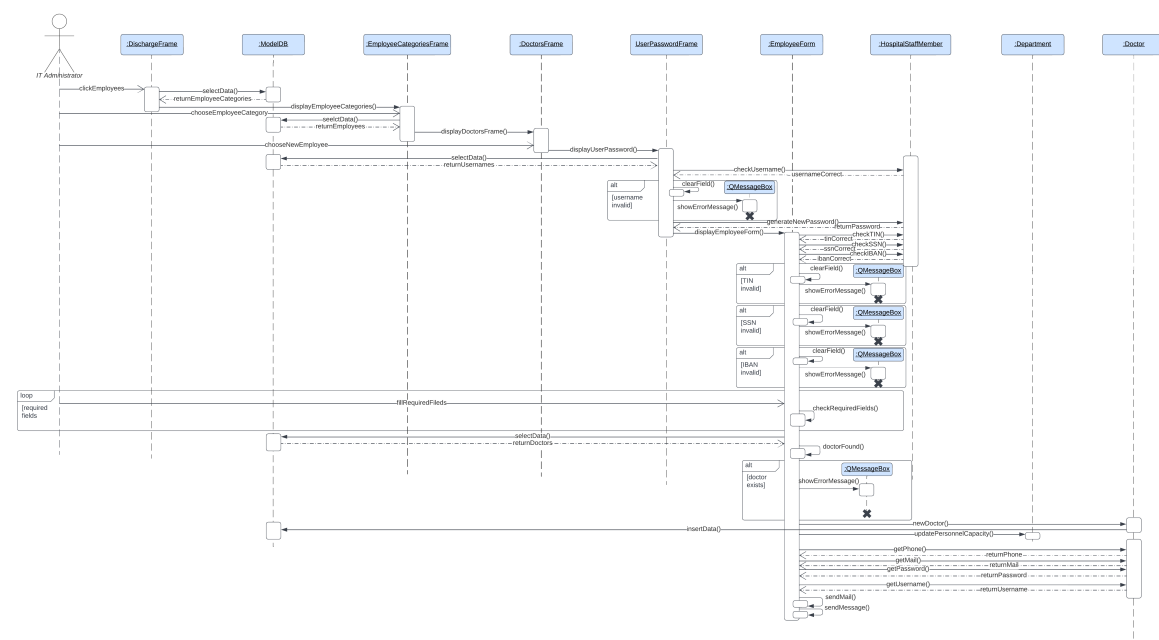 :DischargeFrame
:ModelDB
:EmployeeCategoriesFrame
:DoctorsFrame
UserPasswordFrame
:EmployeeForm
:HospitalStaffMember
:Department
:Doctor
IT Administrator
clickEmployees
selectData()
returnEmployeeCategories
displayEmployeeCategories()
chooseEmployeeCategory
seelctData()
returnEmployees
displayDoctorsFrame()
chooseNewEmployee
displayUserPassword()
selectData()
returnUsernames
checkUsername()
usernameCorrect
alt
[username
invalid]
clearField()
:QMessageBox
showErrorMessage()
generateNewPassword()
returnPassword
displayEmployeeForm()
checkTIN()
tinCorrect
checkSSN()
ssnCorrect
checkIBAN()
ibanCorrect
alt
[TIN
invalid]
clearField()
:QMessageBox
showErrorMessage()
alt
[SSN
invalid]
clearField()
:QMessageBox
showErrorMessage()
alt
[IBAN
invalid]
clearField()
:QMessageBox
showErrorMessage()
loop
[required
fields
fillRequiredFileds
checkRequiredFields()
selectData()
returnDoctors
doctorFound()
alt
[doctor
exists]
:QMessageBox
showErrorMessage()
newDoctor()
insertData()
updatePersonnelCapacity()
getPhone()
returnPhone
getMail()
returnMail
getPassword()
returnPassword
getUsername()
returnUsername
sendMail()
sendMessage()